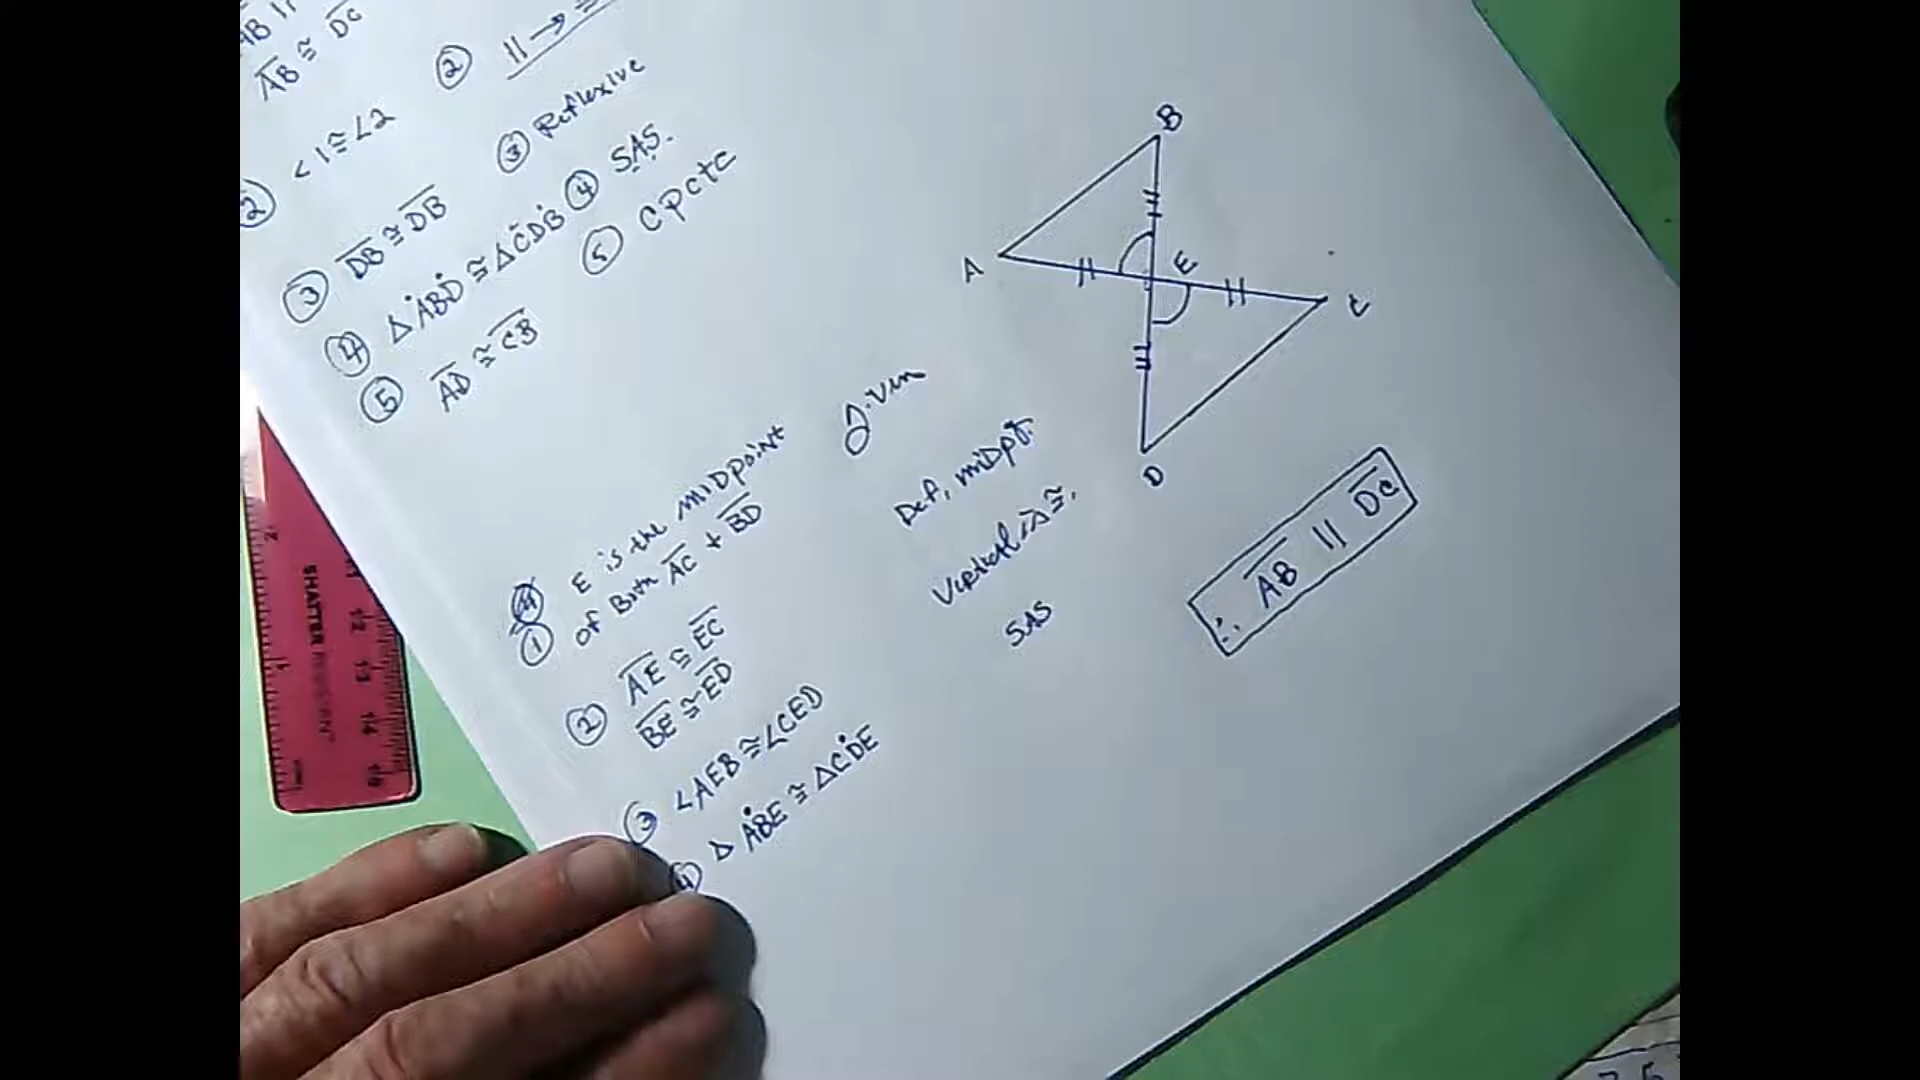 AB ||
AB ≅ DC
② || →
② <1 ≅ ∠2
③ Reflexive
③ DB ≅ DB
④ SAS.
④ △ABD ≅ △CDB
⑤ CPCTC
⑤ AD ≅ CB
B
A
E
C
D
① E is the MIDPOINT
of Both AC + BD
Given
② AE ≅ EC
BE ≅ ED
Def. MIDpt.
③ ∠AEB ≅ ∠CED
④ △ABE ≅ △CDE
SAS
∴ AB || DC
SHATTER